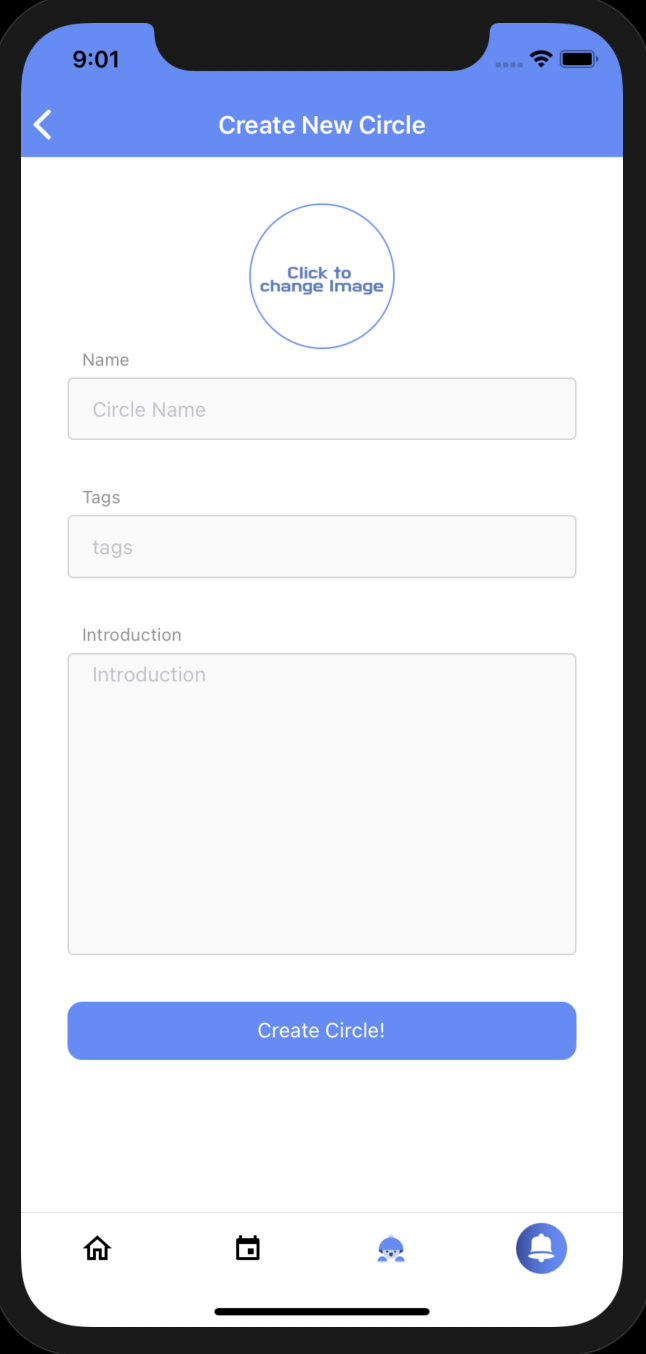 9:01
Create New Circle
Click to
change Image
Name
Circle Name
Tags
tags
Introduction
Introduction
Create Circle!